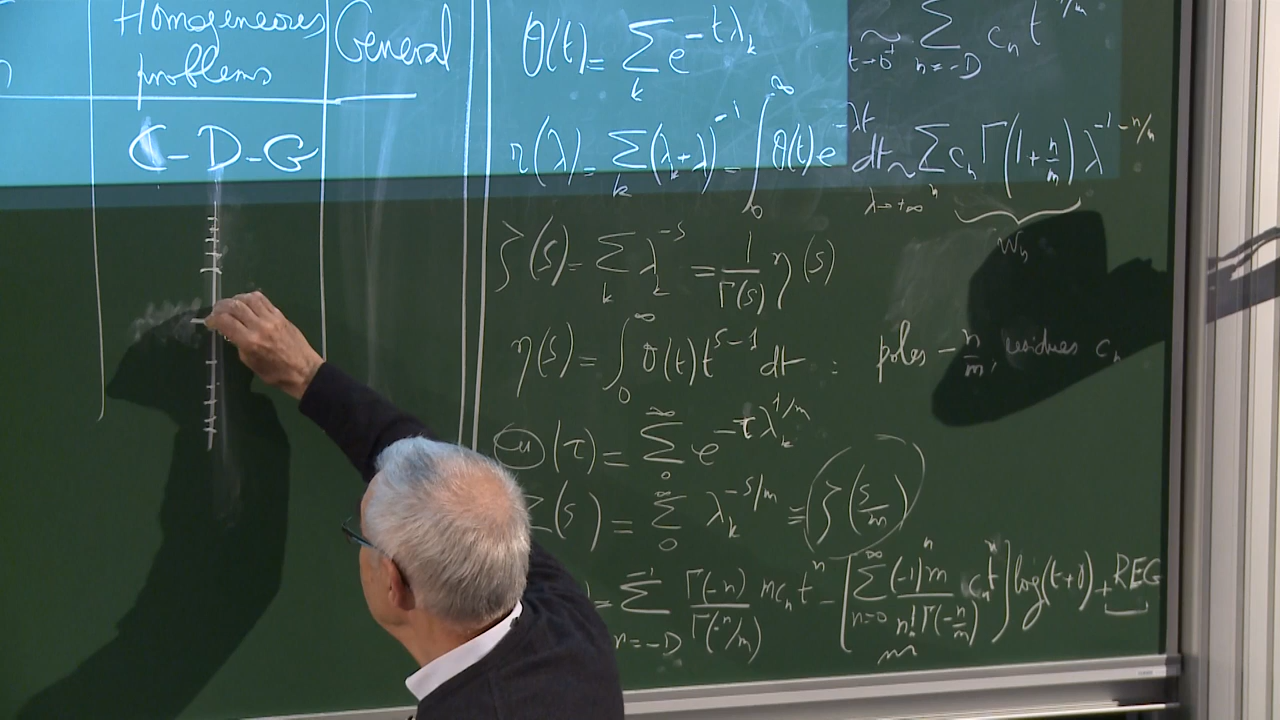 Homogeneous
problems
General
C-D-G
θ(t) = Σ_k e^{-tλ_k} ~_{t→0^+} Σ_{n=-D} c_n t^{n/m}
r(λ) = Σ_k (λ_k+λ)^{-1} = ∫_0^∞ θ(t) e^{-λt} dt ~_{λ→+∞} Σ_n c_n Γ(1+n/m) λ^{-1-n/m}
ζ(s) = Σ_k λ_k^{-s} = 1/Γ(s) η(s)
η(s) = ∫_0^∞ θ(t) t^{s-1} dt : poles -n/m, residues c_n
Θ(τ) = Σ_0^∞ e^{-τλ_k^{1/m}}
Z(s) = Σ_0^∞ λ_k^{-s/m} = ζ(s/m)
= Σ_{n=-D}^{-1} Γ(-n)/Γ(-n/m) m c_n t^n - [Σ_{n=0}^∞ (-1)^n m/(n! Γ(-n/m)) c_n t^n] log(t+0) + REG